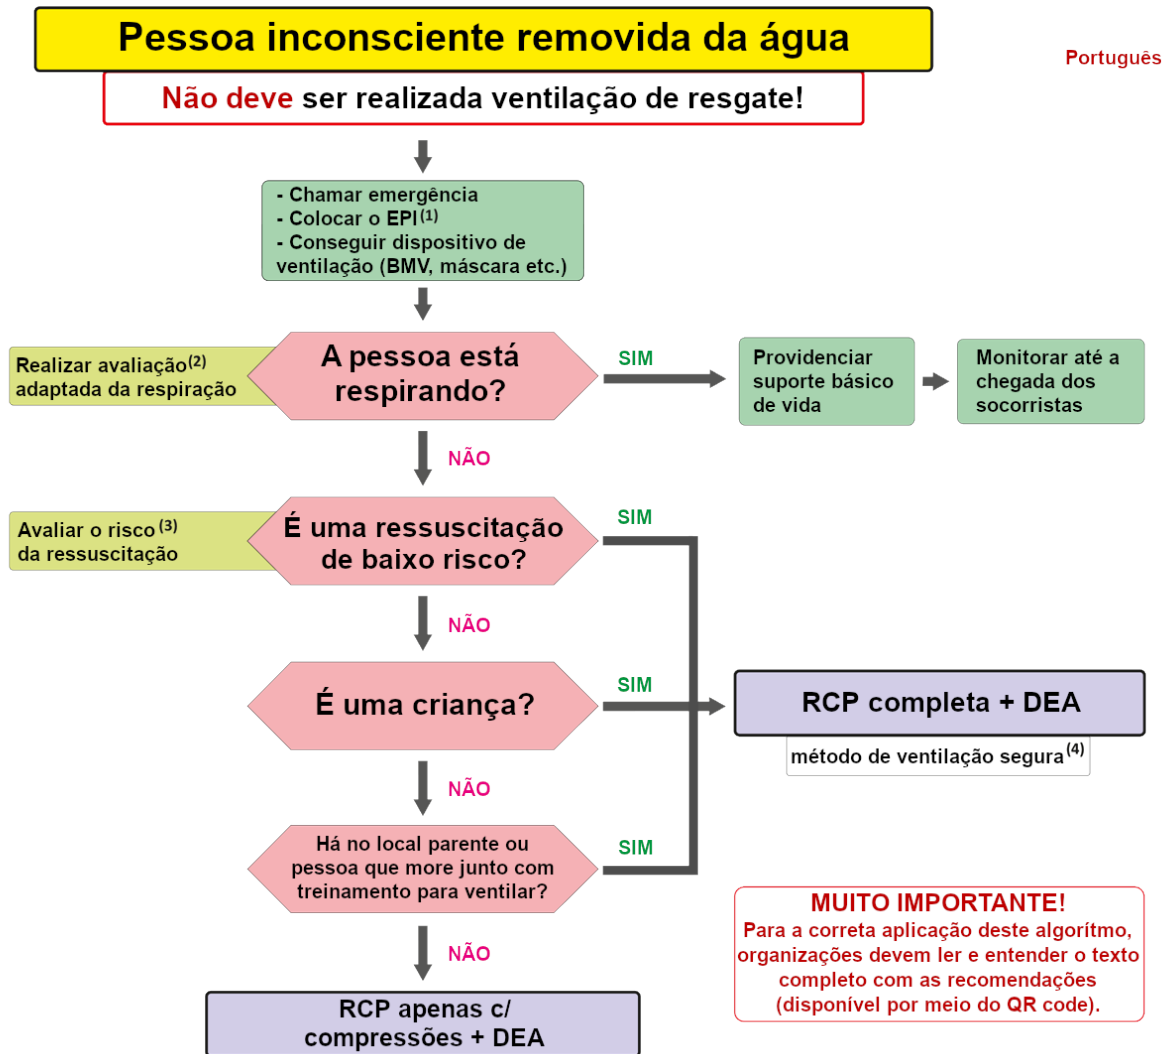 Pessoa inconsciente removida da água
Português
Não deve ser realizada ventilação de resgate!
- Chamar emergência
- Colocar o EPI(1)
- Conseguir dispositivo de
ventilação (BMV, máscara etc.)
Realizar avaliação(2)
adaptada da respiração
A pessoa está
respirando?
SIM
Providenciar
suporte básico
de vida
Monitorar até a
chegada dos
socorristas
NÃO
Avaliar o risco(3)
da ressuscitação
É uma ressuscitação
de baixo risco?
SIM
NÃO
É uma criança?
SIM
RCP completa + DEA
método de ventilação segura(4)
NÃO
Há no local parente ou
pessoa que more junto com
treinamento para ventilar?
SIM
NÃO
RCP apenas c/
compressões + DEA
MUITO IMPORTANTE!
Para a correta aplicação deste algorítmo,
organizações devem ler e entender o texto
completo com as recomendações
(disponível por meio do QR code).